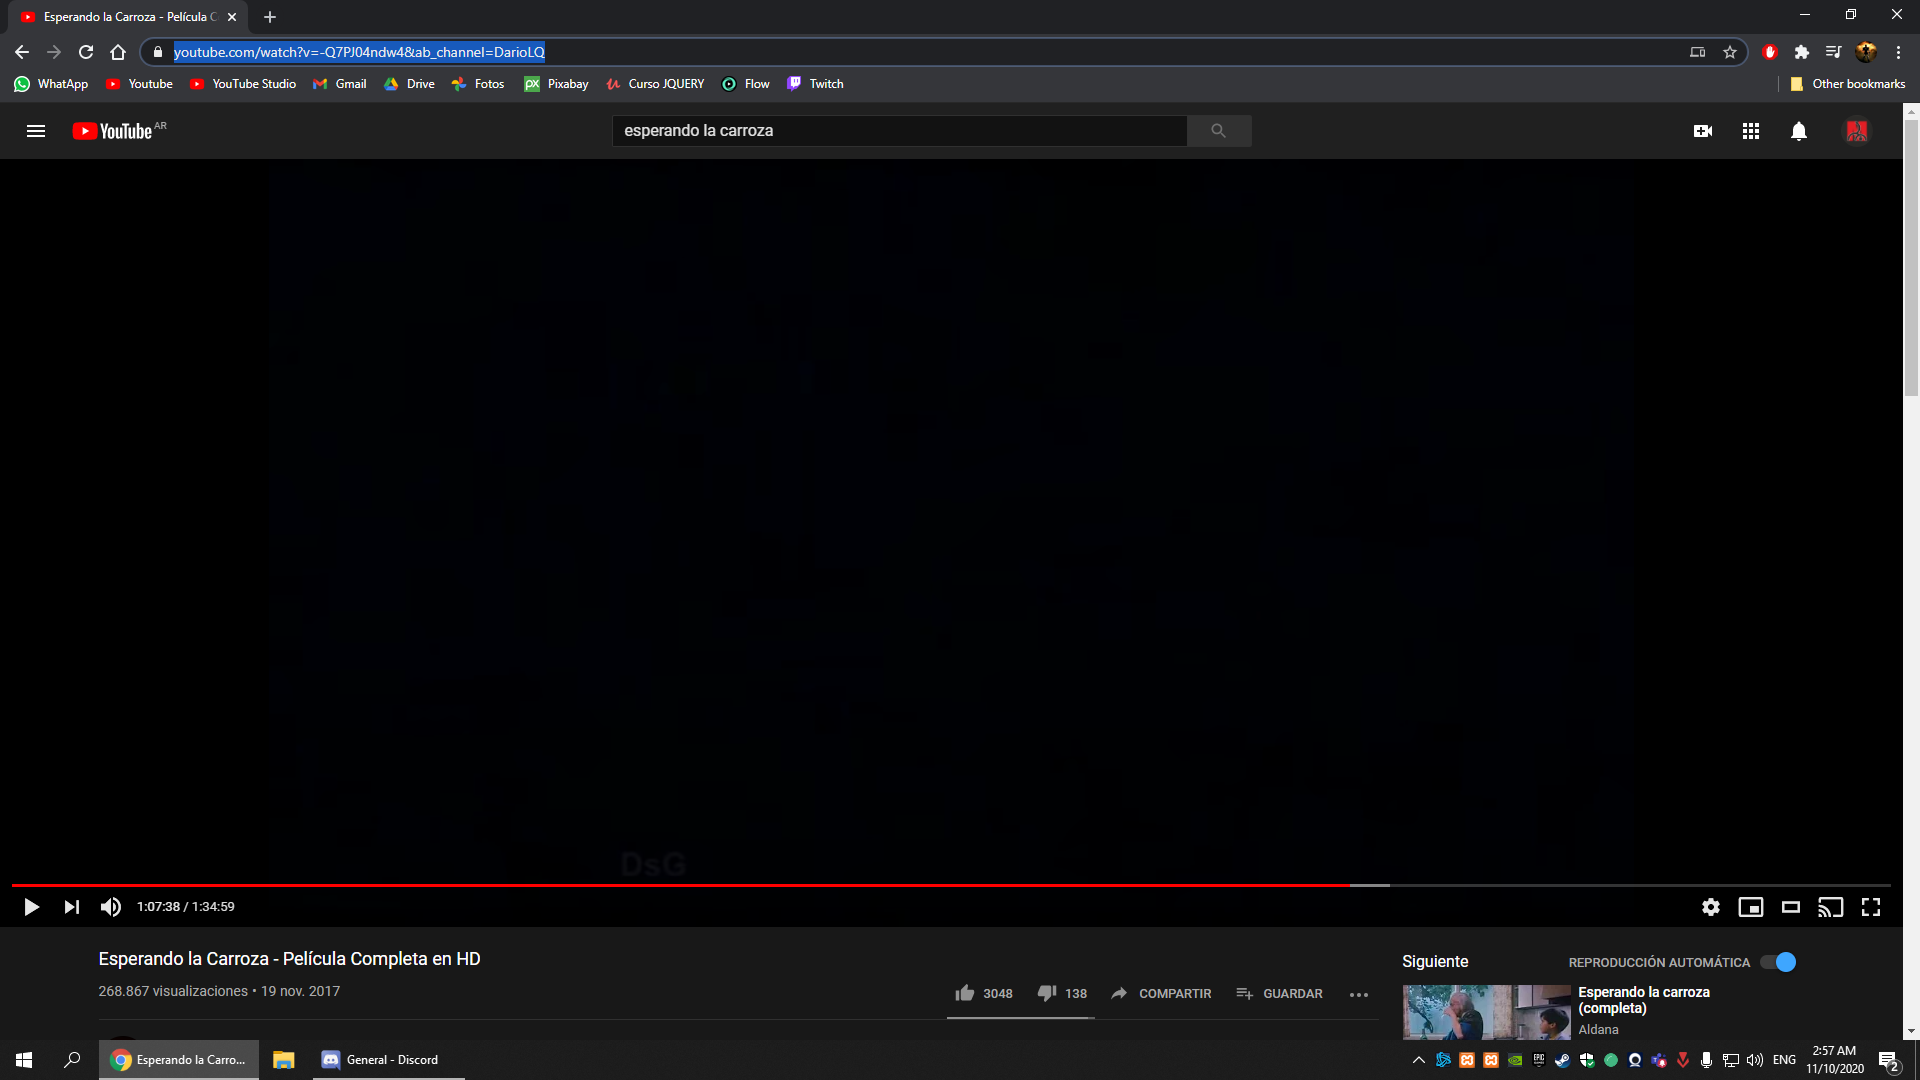 Esperando la Carroza - Película C
youtube.com/watch?v=-Q7PJ04ndw4&ab_channel=DarioLQ
WhatApp Youtube YouTube Studio Gmail Drive Fotos px Pixabay Curso JQUERY Flow Twitch Other bookmarks
YouTube AR esperando la carroza
DsG
1:07:38 / 1:34:59
Esperando la Carroza - Película Completa en HD
268.867 visualizaciones • 19 nov. 2017
3048 138 COMPARTIR GUARDAR
Siguiente REPRODUCCIÓN AUTOMÁTICA
Esperando la carroza
(completa)
Aldana
Esperando la Carro... General - Discord EPIC ENG 2:57 AM
11/10/2020 2